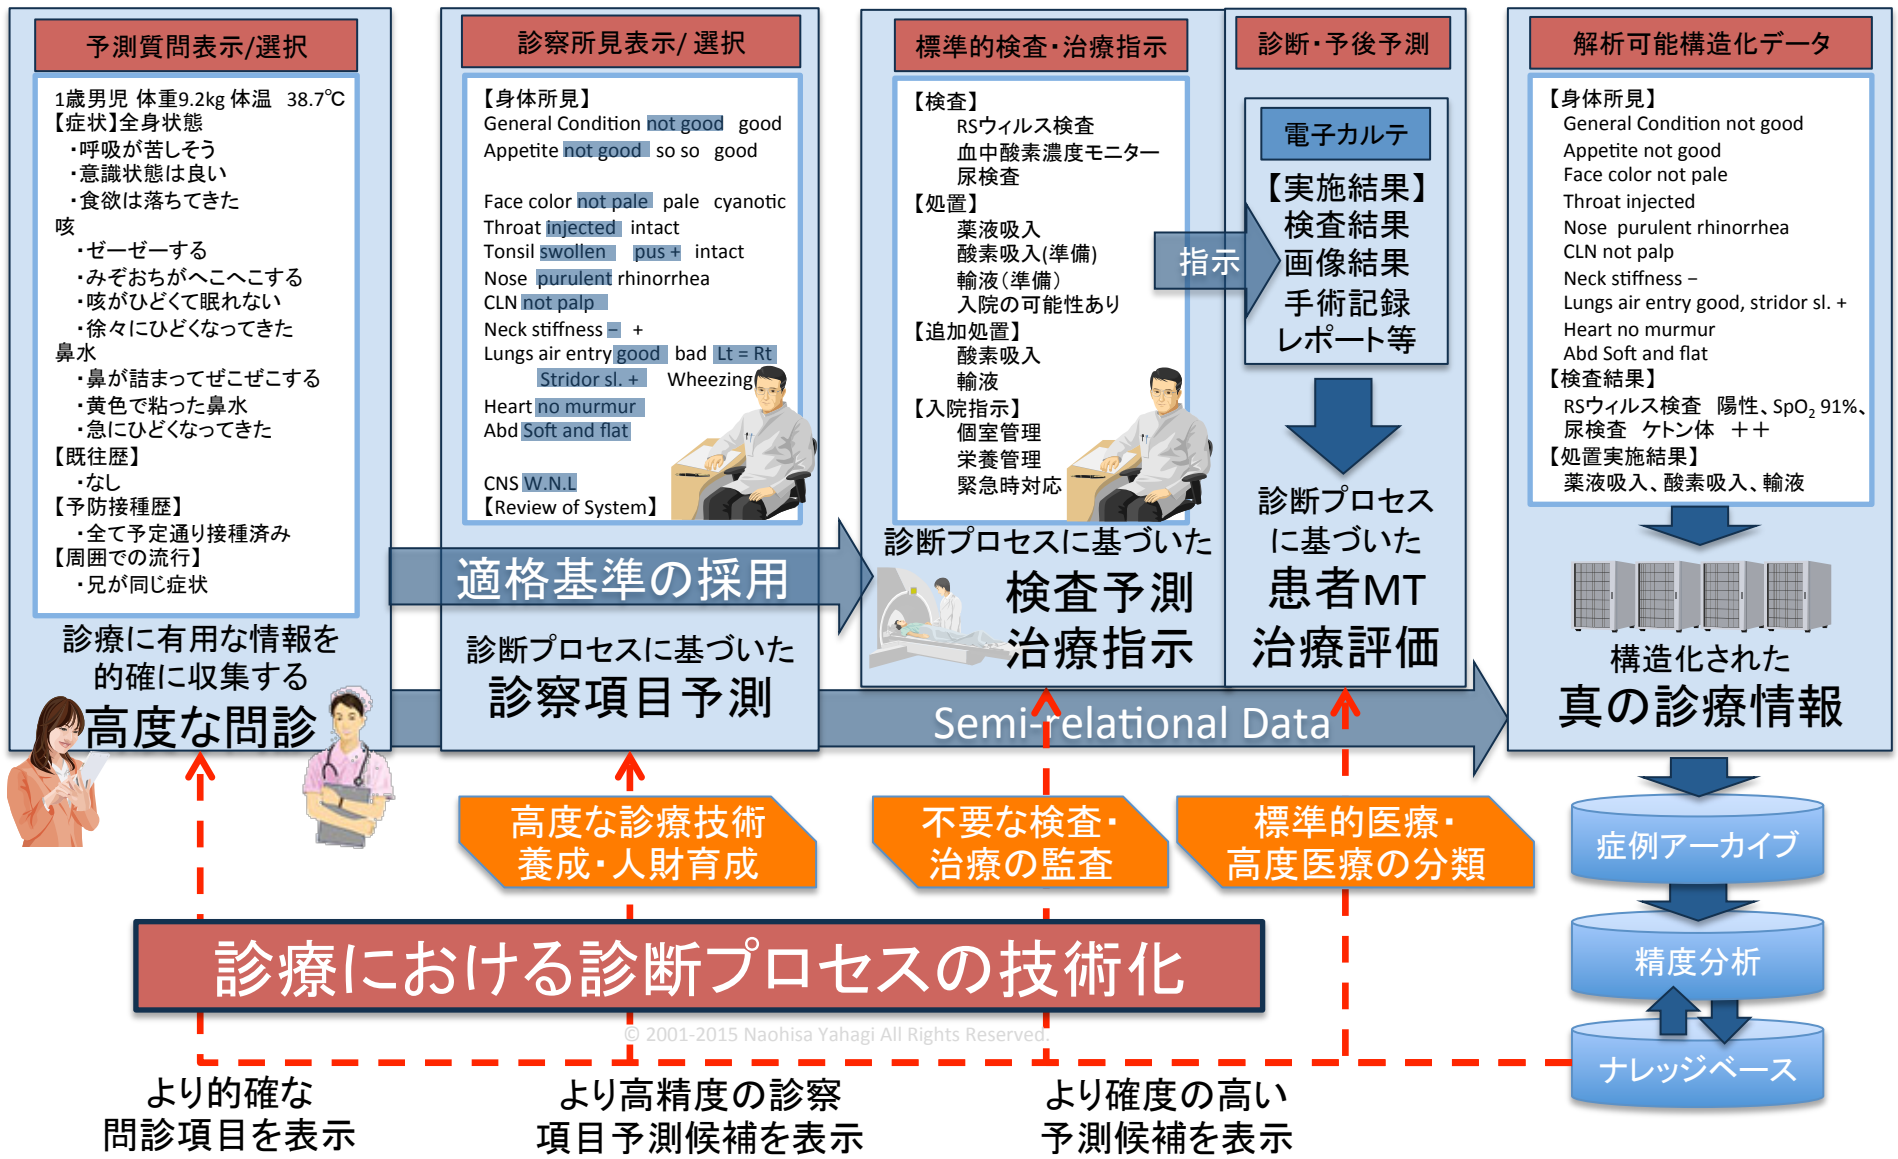 予測質問表示/選択
1歳男児 体重9.2kg 体温 38.7℃
【症状】全身状態
・呼吸が苦しそう
・意識状態は良い
・食欲は落ちてきた
咳
・ゼーゼーする
・みぞおちがへこへこする
・咳がひどくて眠れない
・徐々にひどくなってきた
鼻水
・鼻が詰まってぜこぜこする
・黄色で粘った鼻水
・急にひどくなってきた
【既往歴】
・なし
【予防接種歴】
・全て予定通り接種済み
【周囲での流行】
・兄が同じ症状
診療に有用な情報を
的確に収集する
高度な問診
診察所見表示/ 選択
【身体所見】
General Condition not good good
Appetite not good so so good
Face color not pale pale cyanotic
Throat injected intact
Tonsil swollen pus + intact
Nose purulent rhinorrhea
CLN not palp
Neck stiffness − +
Lungs air entry good bad Lt = Rt
Stridor sl. + Wheezing
Heart no murmur
Abd Soft and flat
CNS W.N.L
【Review of System】
適格基準の採用
診断プロセスに基づいた
診察項目予測
標準的検査・治療指示
【検査】
RSウィルス検査
血中酸素濃度モニター
尿検査
【処置】
薬液吸入
酸素吸入(準備)
輸液（準備）
入院の可能性あり
【追加処置】
酸素吸入
輸液
【入院指示】
個室管理
栄養管理
緊急時対応
診断プロセスに基づいた
検査予測
治療指示
診断・予後予測
電子カルテ
【実施結果】
検査結果
画像結果
手術記録
レポート等
指示
診断プロセス
に基づいた
患者MT
治療評価
解析可能構造化データ
【身体所見】
General Condition not good
Appetite not good
Face color not pale
Throat injected
Nose purulent rhinorrhea
CLN not palp
Neck stiffness −
Lungs air entry good, stridor sl. +
Heart no murmur
Abd Soft and flat
【検査結果】
RSウィルス検査 陽性、SpO₂ 91%、
尿検査 ケトン体 ＋＋
【処置実施結果】
薬液吸入、酸素吸入、輸液
構造化された
真の診療情報
Semi-relational Data
高度な診療技術
養成・人財育成
不要な検査・
治療の監査
標準的医療・
高度医療の分類
症例アーカイブ
精度分析
ナレッジベース
診療における診断プロセスの技術化
© 2001-2015 Naohisa Yahagi All Rights Reserved.
より的確な
問診項目を表示
より高精度の診察
項目予測候補を表示
より確度の高い
予測候補を表示